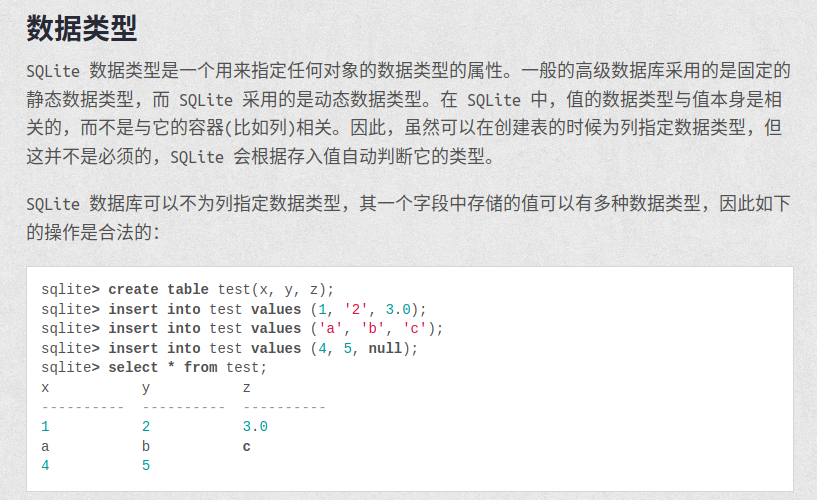 数据类型
SQLite 数据类型是一个用来指定任何对象的数据类型的属性。一般的高级数据库采用的是固定的
静态数据类型，而 SQLite 采用的是动态数据类型。在 SQLite 中，值的数据类型与值本身是相
关的，而不是与它的容器(比如列)相关。因此，虽然可以在创建表的时候为列指定数据类型，但
这并不是必须的，SQLite 会根据存入值自动判断它的类型。
SQLite 数据库可以不为列指定数据类型，其一个字段中存储的值可以有多种数据类型，因此如下
的操作是合法的：
sqlite> create table test(x, y, z);
sqlite> insert into test values (1, '2', 3.0);
sqlite> insert into test values ('a', 'b', 'c');
sqlite> insert into test values (4, 5, null);
sqlite> select * from test;
x           y           z
----------  ----------  ----------
1           2           3.0
a           b           c
4           5